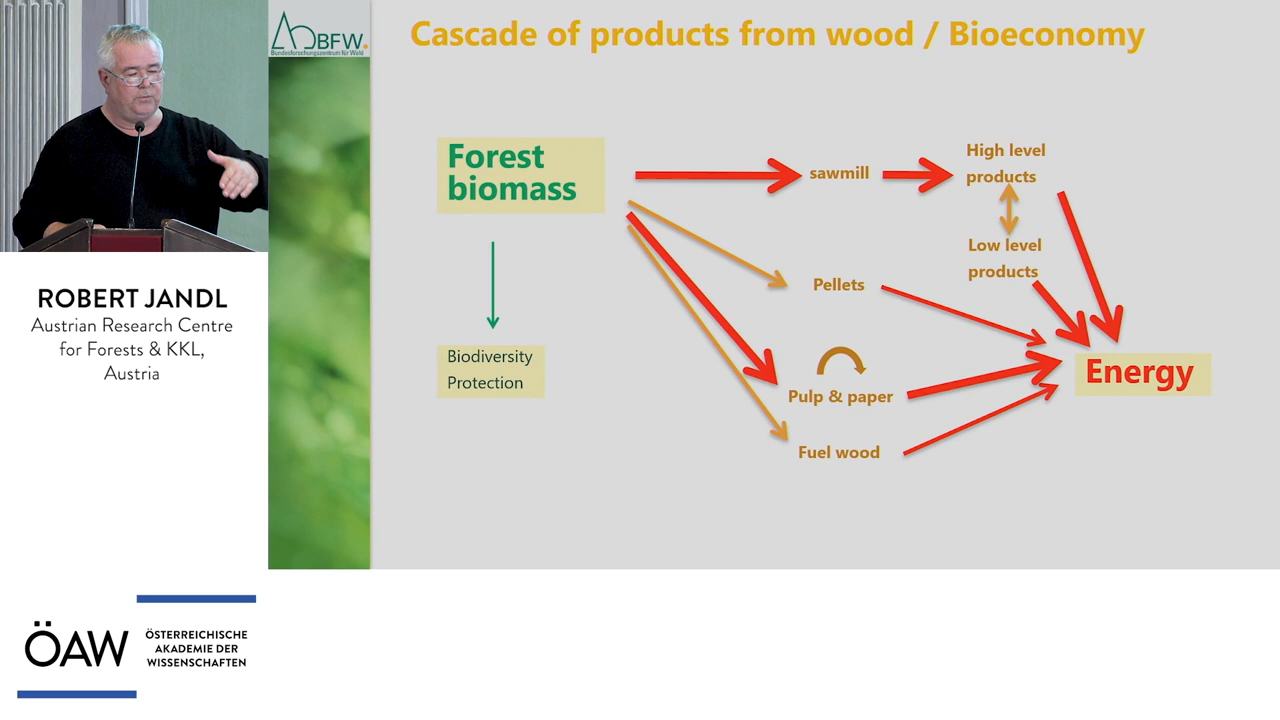 BFW.
Bundesforschungszentrum für Wald
Cascade of products from wood / Bioeconomy
Forest
biomass
sawmill
High level
products
Low level
products
Pellets
Pulp & paper
Fuel wood
Energy
Biodiversity
Protection
ROBERT JANDL
Austrian Research Centre
for Forests & KKL,
Austria
ÖAW
ÖSTERREICHISCHE
AKADEMIE DER
WISSENSCHAFTEN